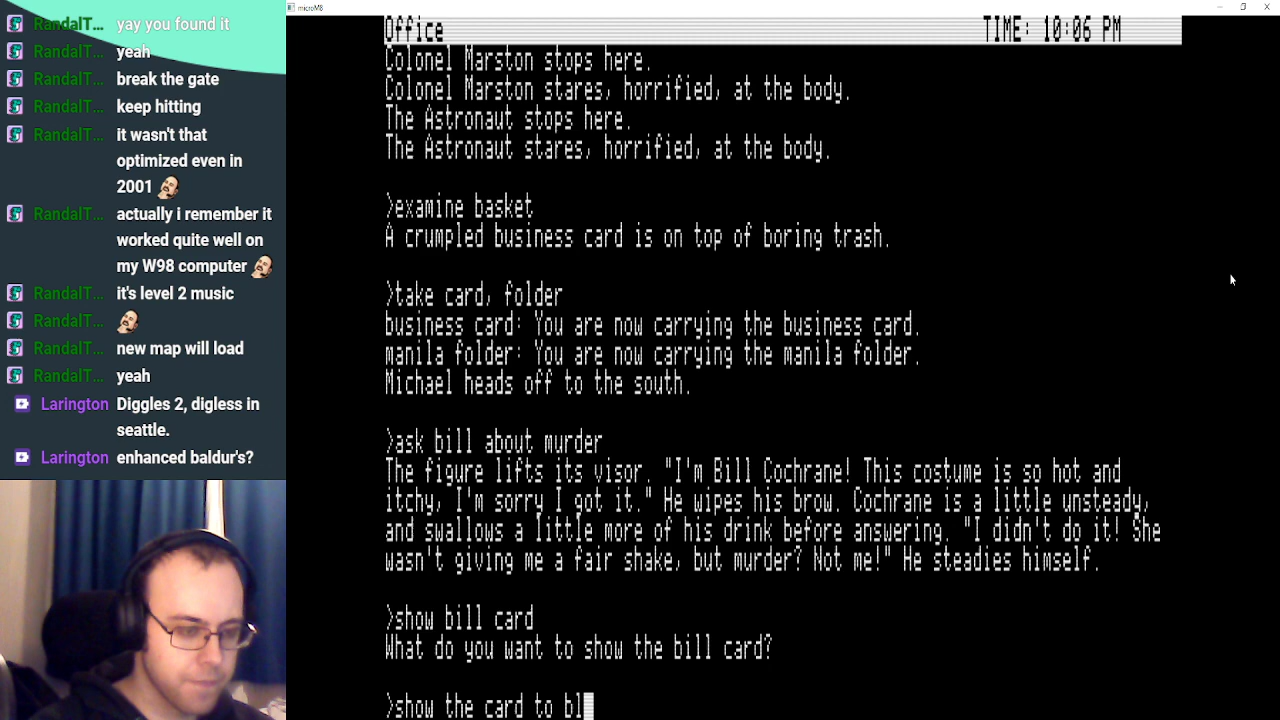 RandalT... yay you found it
RandalT... yeah
RandalT... break the gate
RandalT... keep hitting
RandalT... it wasn't that
optimized even in
2001
RandalT... actually i remember it
worked quite well on
my W98 computer
RandalT... it's level 2 music
RandalT...
RandalT... new map will load
RandalT... yeah
Larington Diggles 2, digless in
seattle.
Larington enhanced baldur's?
microM8
Office TIME: 10:06 PM
Colonel Marston stops here.
Colonel Marston stares, horrified, at the body.
The Astronaut stops here.
The Astronaut stares, horrified, at the body.
>examine basket
A crumpled business card is on top of boring trash.
>take card, folder
business card: You are now carrying the business card.
manila folder: You are now carrying the manila folder.
Michael heads off to the south.
>ask bill about murder
The figure lifts its visor. "I'm Bill Cochrane! This costume is so hot and
itchy, I'm sorry I got it." He wipes his brow. Cochrane is a little unsteady,
and swallows a little more of his drink before answering. "I didn't do it! She
wasn't giving me a fair shake, but murder? Not me!" He steadies himself.
>show bill card
What do you want to show the bill card?
>show the card to bl